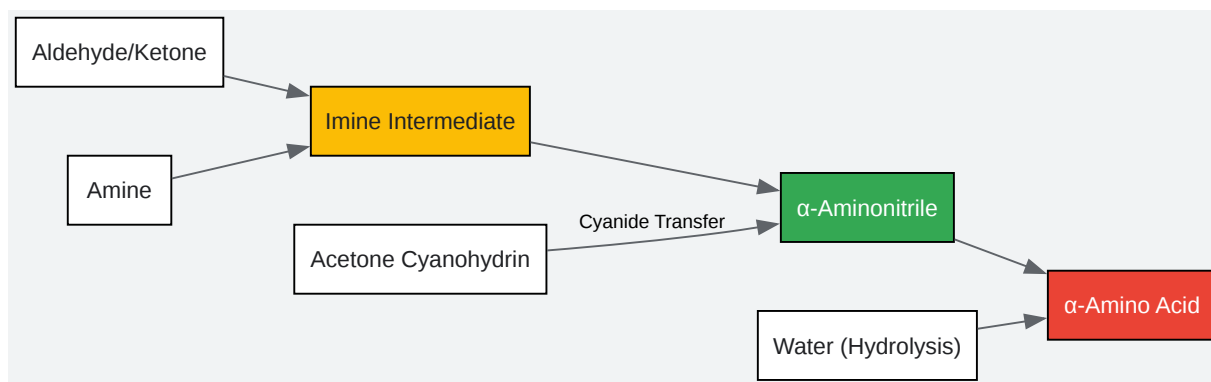 Aldehyde/Ketone
Imine Intermediate
Amine
α-Aminonitrile
Cyanide Transfer
Acetone Cyanohydrin
α-Amino Acid
Water (Hydrolysis)